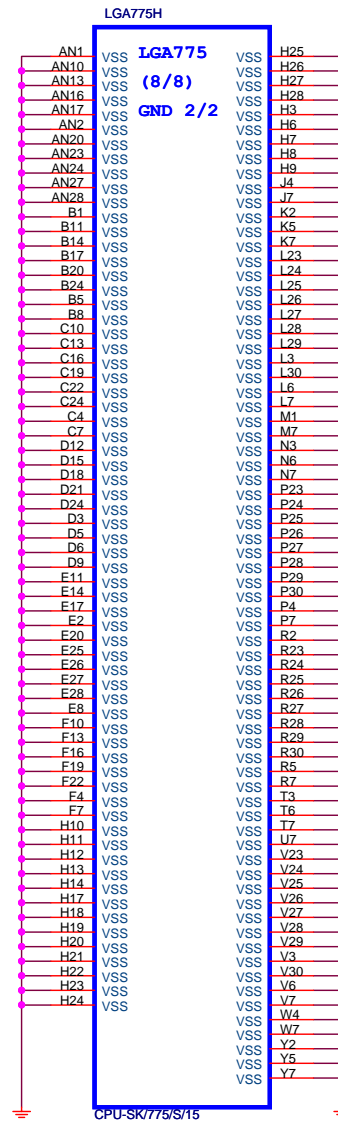 LGA775H
AN1 VSS LGA775 VSS H25
AN10 VSS VSS H26
AN13 VSS (8/8) VSS H27
AN16 VSS VSS H28
AN17 VSS GND 2/2 VSS H3
AN2 VSS VSS H6
AN20 VSS VSS H7
AN23 VSS VSS H8
AN24 VSS VSS H9
AN27 VSS VSS J4
AN28 VSS VSS J7
B1 VSS VSS K2
B11 VSS VSS K5
B14 VSS VSS K7
B17 VSS VSS L23
B20 VSS VSS L24
B24 VSS VSS L25
B5 VSS VSS L26
B8 VSS VSS L27
C10 VSS VSS L28
C13 VSS VSS L29
C16 VSS VSS L3
C19 VSS VSS L30
C22 VSS VSS L6
C24 VSS VSS L7
C4 VSS VSS M1
C7 VSS VSS M7
D12 VSS VSS N3
D15 VSS VSS N6
D18 VSS VSS N7
D21 VSS VSS P23
D24 VSS VSS P24
D3 VSS VSS P25
D5 VSS VSS P26
D6 VSS VSS P27
D9 VSS VSS P28
E11 VSS VSS P29
E14 VSS VSS P30
E17 VSS VSS P4
E2 VSS VSS P7
E20 VSS VSS R2
E25 VSS VSS R23
E26 VSS VSS R24
E27 VSS VSS R25
E28 VSS VSS R26
E8 VSS VSS R27
F10 VSS VSS R28
F13 VSS VSS R29
F16 VSS VSS R30
F19 VSS VSS R5
F22 VSS VSS R7
F4 VSS VSS T3
F7 VSS VSS T6
H10 VSS VSS T7
H11 VSS VSS U7
H12 VSS VSS V23
H13 VSS VSS V24
H14 VSS VSS V25
H17 VSS VSS V26
H18 VSS VSS V27
H19 VSS VSS V28
H20 VSS VSS V29
H21 VSS VSS V3
H22 VSS VSS V30
H23 VSS VSS V6
H24 VSS VSS V7
VSS W4
VSS W7
VSS Y2
VSS Y5
VSS Y7
CPU-SK/775/S/15